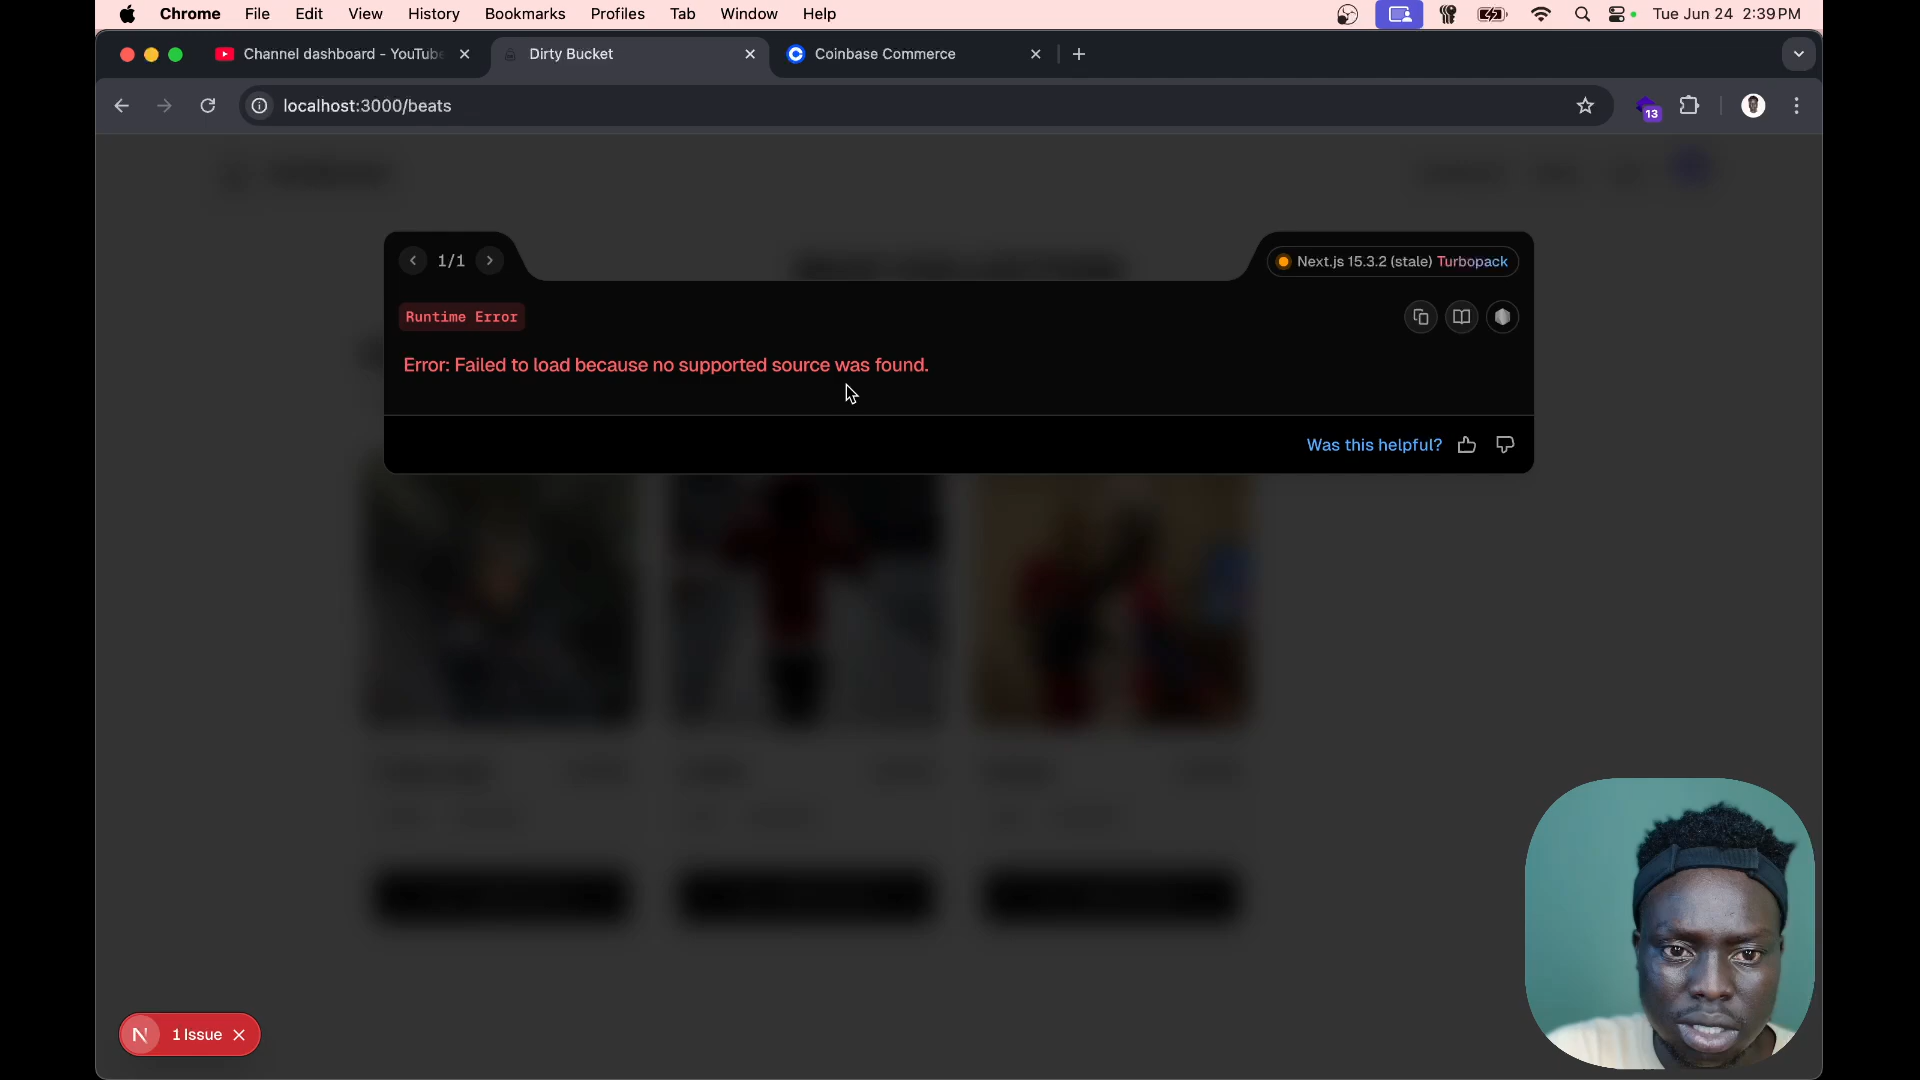 Chrome File Edit View History Bookmarks Profiles Tab Window Help Tue Jun 24 2:39 PM
Channel dashboard - YouTube Dirty Bucket Coinbase Commerce
localhost:3000/beats 13
1/1 Next.js 15.3.2 (stale) Turbopack
Runtime Error
Error: Failed to load because no supported source was found.
Was this helpful?
N 1 Issue